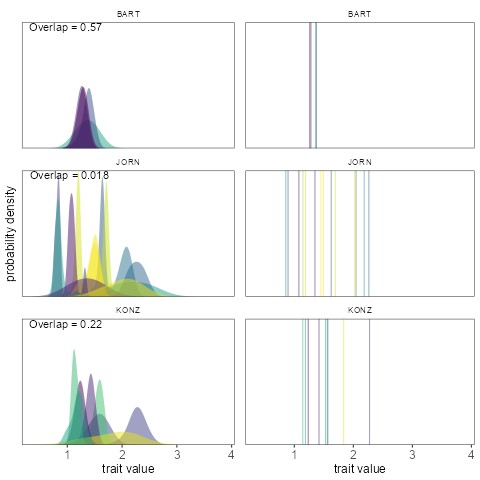 BART
BART
Overlap = 0.57
JORN
JORN
Overlap = 0.018
probability density
KONZ
KONZ
Overlap = 0.22
1 2 3 4
1 2 3 4
trait value
trait value